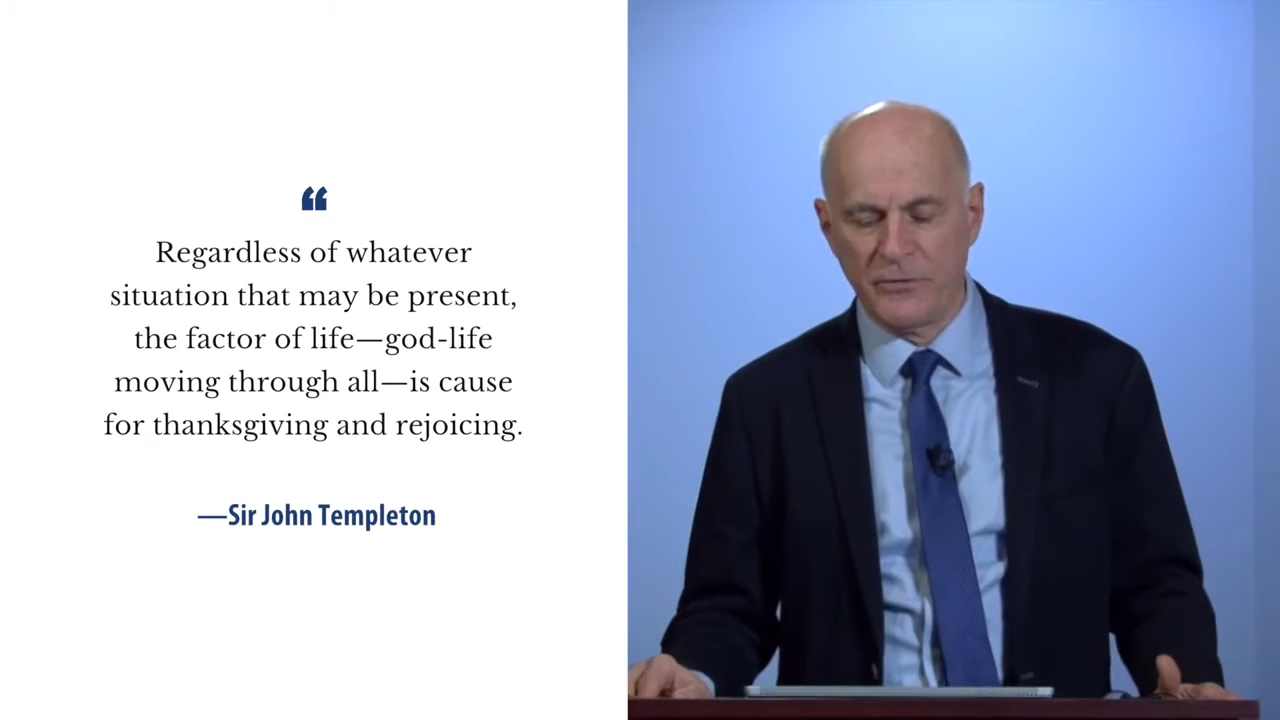 “
Regardless of whatever
situation that may be present,
the factor of life—god-life
moving through all—is cause
for thanksgiving and rejoicing.
—Sir John Templeton